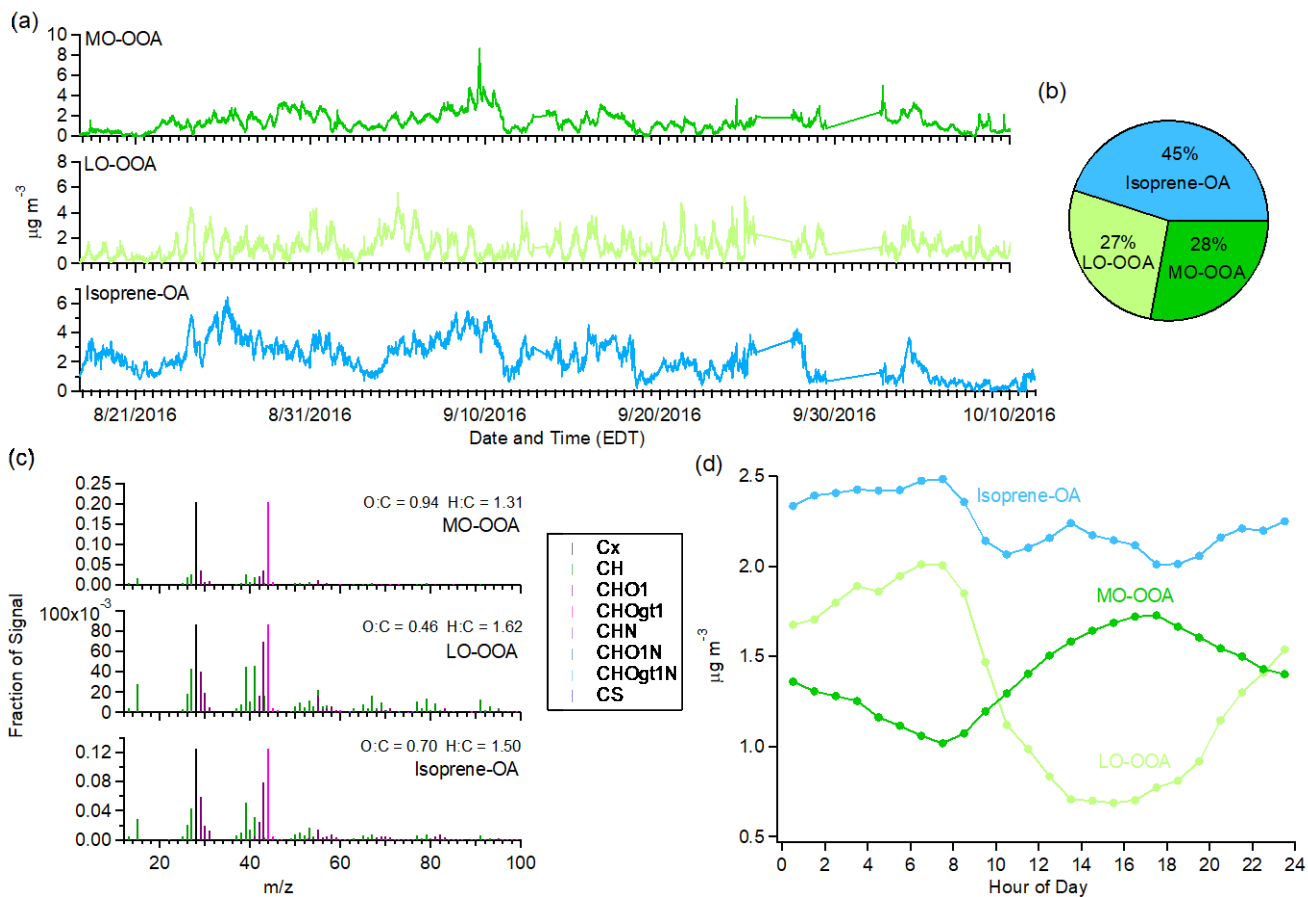 (a)
MO-OOA
10
8
6
4
2
0
LO-OOA
8
6
4
2
0
µg m⁻³
Isoprene-OA
6
4
2
0
8/21/2016 8/31/2016 9/10/2016 9/20/2016 9/30/2016 10/10/2016
Date and Time (EDT)
(b)
45%
Isoprene-OA
27%
LO-OOA
28%
MO-OOA
(c)
0.25
0.20
0.15
0.10
0.05
0.00
O:C = 0.94 H:C = 1.31
MO-OOA
100x10⁻³
80
60
40
20
0
O:C = 0.46 H:C = 1.62
LO-OOA
Fraction of Signal
0.12
0.08
0.04
0.00
O:C = 0.70 H:C = 1.50
Isoprene-OA
20 40 60 80 100
m/z
Cx
CH
CHO1
CHOgt1
CHN
CHO1N
CHOgt1N
CS
(d)
2.5
2.0
1.5
1.0
0.5
µg m⁻³
Isoprene-OA
MO-OOA
LO-OOA
0 2 4 6 8 10 12 14 16 18 20 22 24
Hour of Day